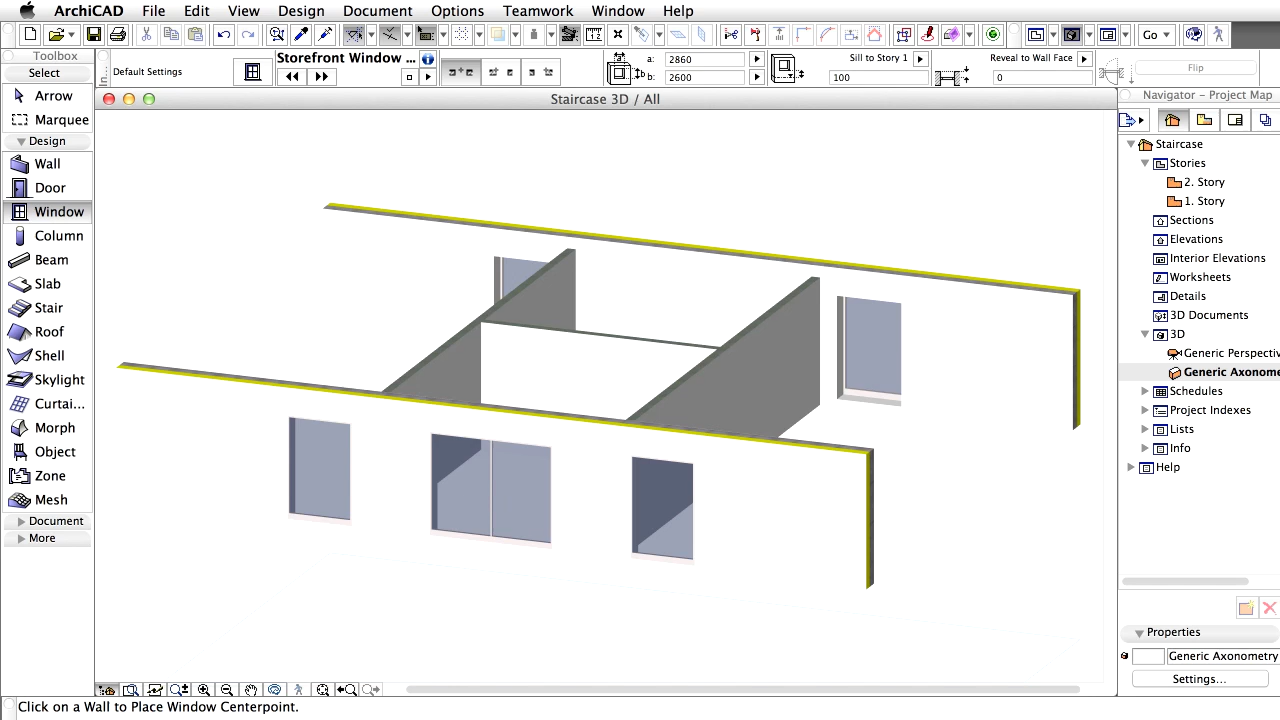 ArchiCAD File Edit View Design Document Options Teamwork Window Help
Go
Toolbox
Select
Arrow
Marquee
Design
Wall
Door
Window
Column
Beam
Slab
Stair
Roof
Shell
Skylight
Curtai...
Morph
Object
Zone
Mesh
Document
More
Default Settings
Storefront Window ...
a: 2860
b: 2600
Sill to Story 1
100
Reveal to Wall Face
0
Flip
Staircase 3D / All
Navigator - Project Map
Staircase
Stories
2. Story
1. Story
Sections
Elevations
Interior Elevations
Worksheets
Details
3D Documents
3D
Generic Perspectiv
Generic Axonome
Schedules
Project Indexes
Lists
Info
Help
Properties
Generic Axonometry
Settings...
Click on a Wall to Place Window Centerpoint.